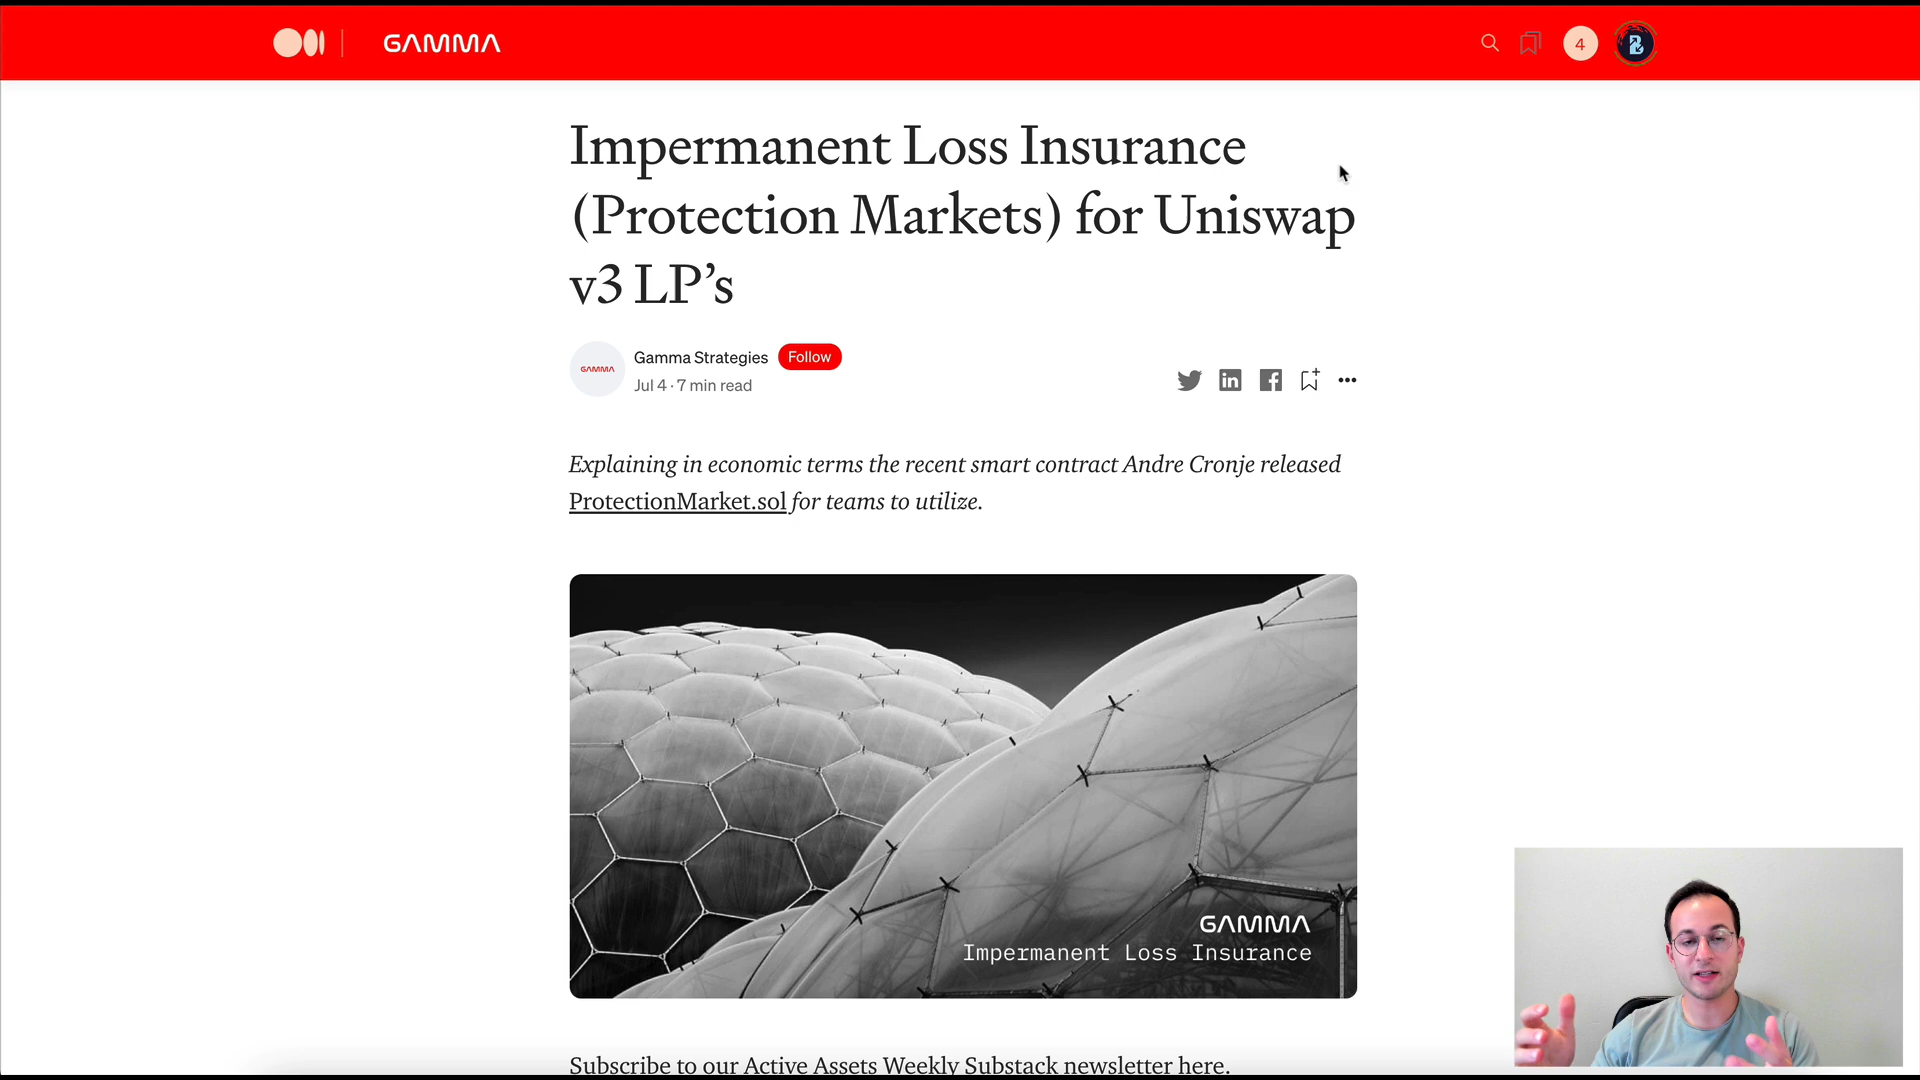 GAMMA
4
Impermanent Loss Insurance
(Protection Markets) for Uniswap
v3 LP’s
Gamma Strategies Follow
GAMMA
Jul 4 · 7 min read
Explaining in economic terms the recent smart contract Andre Cronje released
ProtectionMarket.sol for teams to utilize.
GAMMA
Impermanent Loss Insurance
Subscribe to our Active Assets Weekly Substack newsletter here.